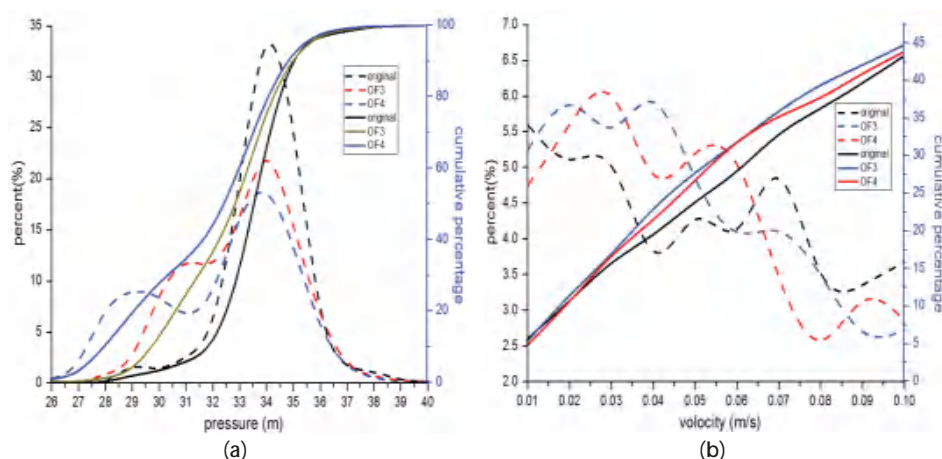 35
30
25
20
15
10
5
0
percent(%)
26 27 28 29 30 31 32 33 34 35 36 37 38 39 40
pressure (m)
100
80
60
40
20
0
cumulative percentage
original
OF3
OF4
original
OF3
OF4
(a)
7.0
6.5
6.0
5.5
5.0
4.5
4.0
3.5
3.0
2.5
2.0
percent(%)
0.01 0.02 0.03 0.04 0.05 0.06 0.07 0.08 0.09 0.10
volocity (m/s)
45
40
35
30
25
20
15
10
5
0
cumulative percentage
original
OF3
OF4
original
OF3
OF4
(b)